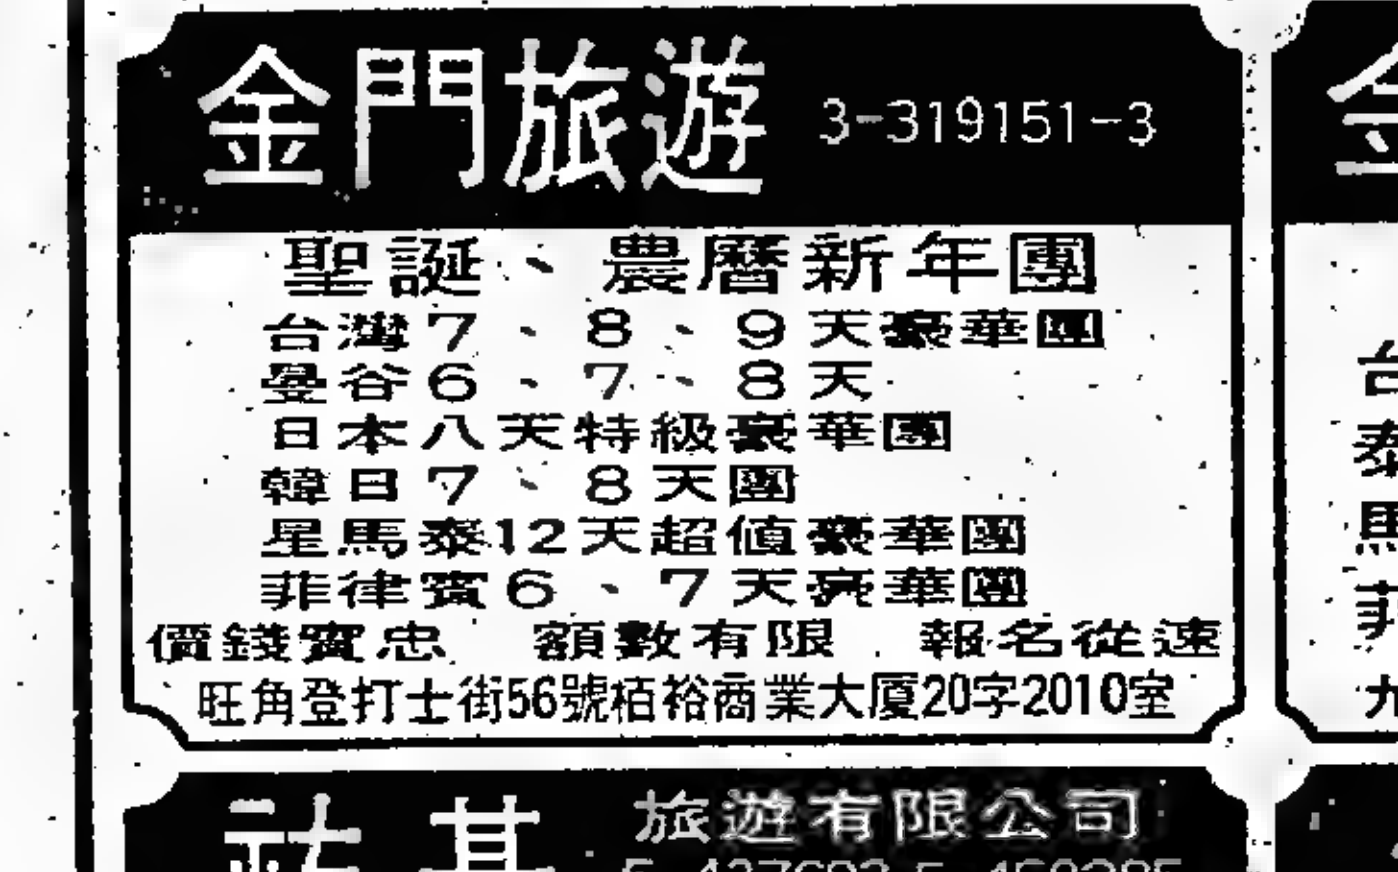 金門旅遊 3-319151-3
聖誕、農曆新年團
台灣7、8、9天豪華團
曼谷6、7、8天
日本八天特級豪華團
韓日7、8天團
星馬泰12天超值豪華團
菲律賓6、7天豪華團
價錢實忠 額數有限 報名從速
旺角登打士街56號栢裕商業大厦20字2010室
旅遊有限公司